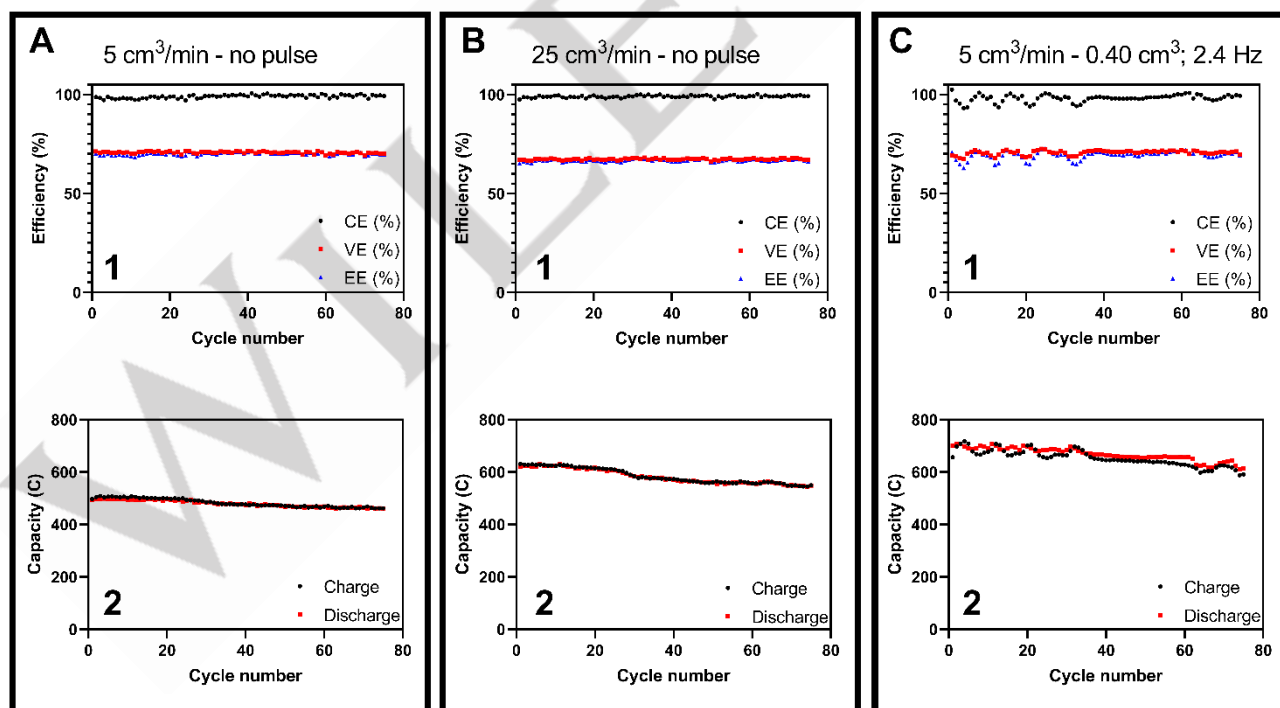 A
5 cm³/min - no pulse
100
50
0
Efficiency (%)
CE (%)
VE (%)
EE (%)
1
0 20 40 60 80
Cycle number
800
600
400
200
0
Capacity (C)
Charge
Discharge
2
0 20 40 60 80
Cycle number
B
25 cm³/min - no pulse
100
50
0
Efficiency (%)
CE (%)
VE (%)
EE (%)
1
0 20 40 60 80
Cycle number
800
600
400
200
0
Capacity (C)
Charge
Discharge
2
0 20 40 60 80
Cycle number
C
5 cm³/min - 0.40 cm³; 2.4 Hz
100
50
0
Efficiency (%)
CE (%)
VE (%)
EE (%)
1
0 20 40 60 80
Cycle number
800
600
400
200
0
Capacity (C)
Charge
Discharge
2
0 20 40 60 80
Cycle number
WILE